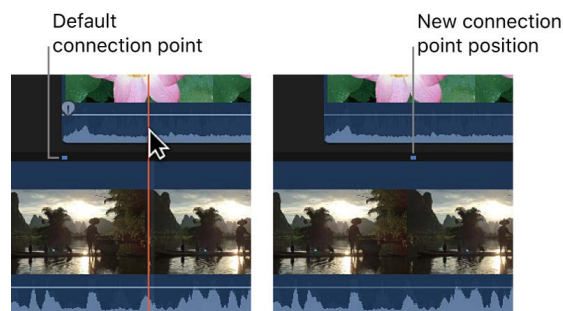 Default
connection point
New connection
point position